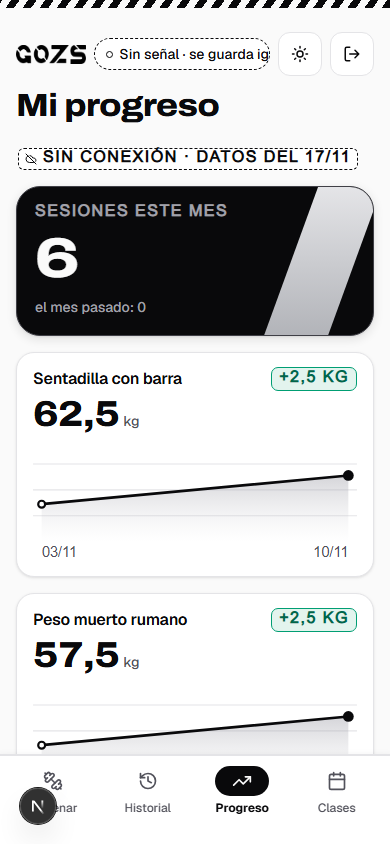 GOZS
Sin señal · se guarda ig
Mi progreso
SIN CONEXIÓN · DATOS DEL 17/11
SESIONES ESTE MES
6
el mes pasado: 0
Sentadilla con barra
+2,5 KG
62,5 kg
03/11
10/11
Peso muerto rumano
+2,5 KG
57,5 kg
N
enar
Historial
Progreso
Clases